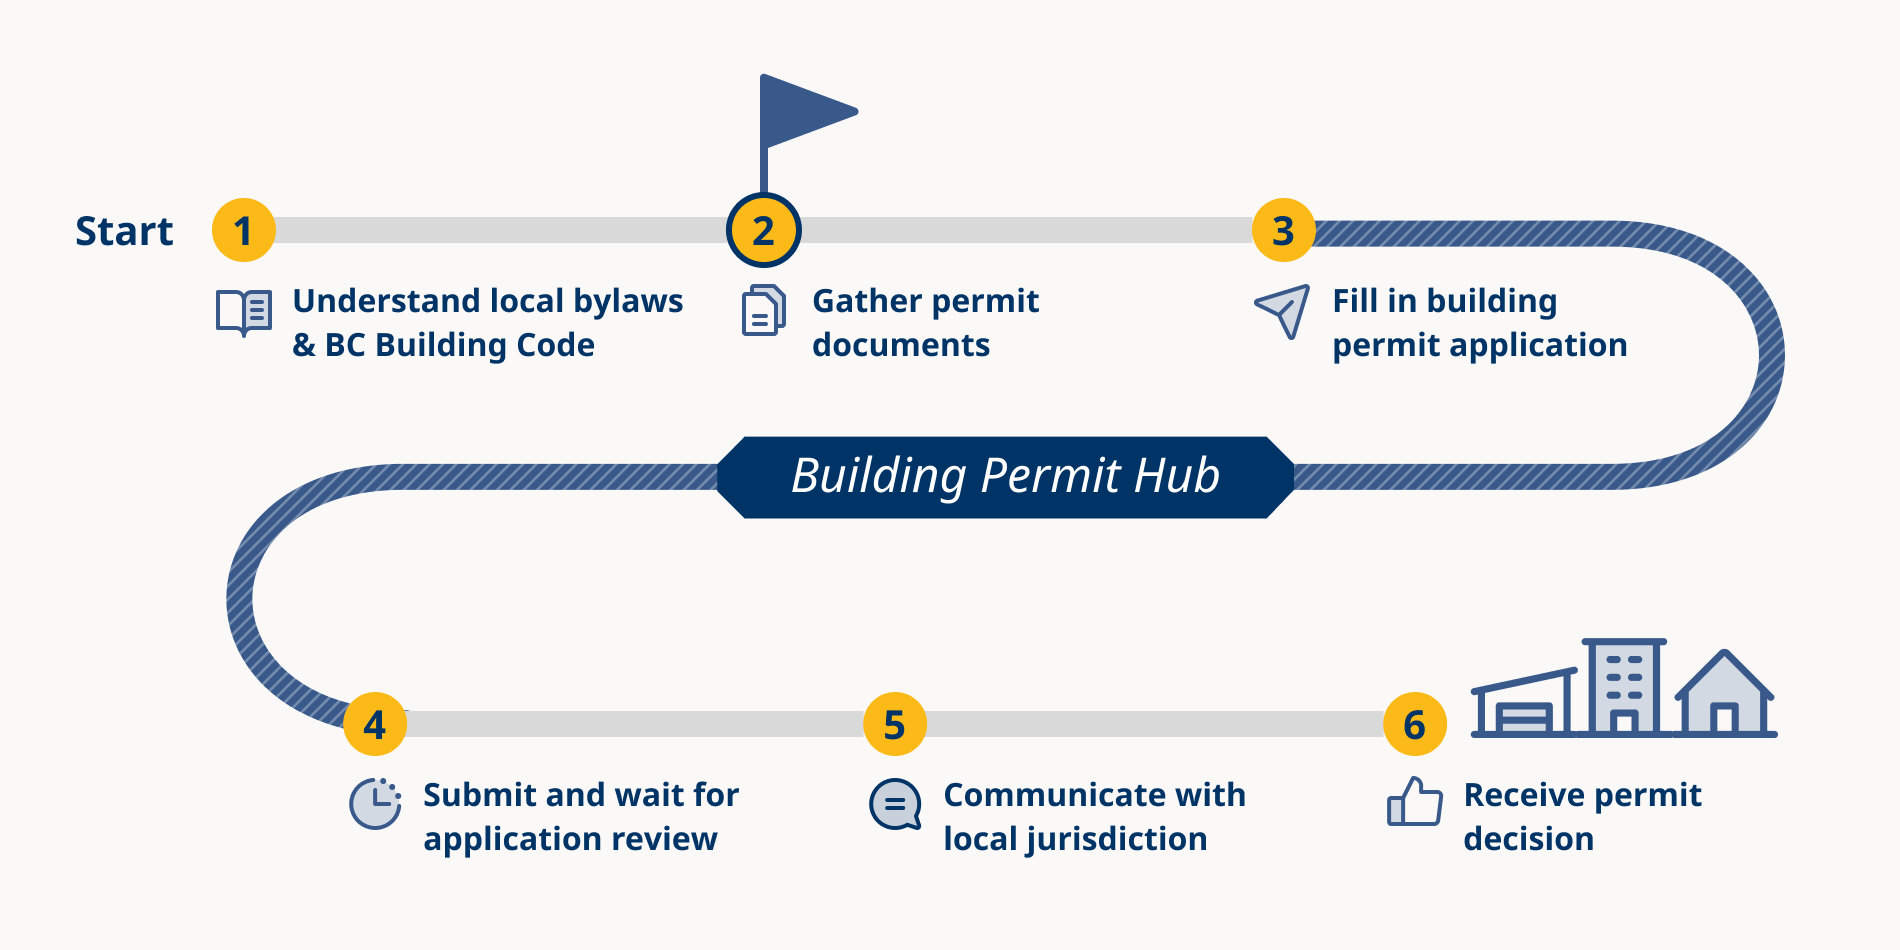 Start
1
2
3
Understand local bylaws
& BC Building Code
Gather permit
documents
Fill in building
permit application
Building Permit Hub
4
5
6
Submit and wait for
application review
Communicate with
local jurisdiction
Receive permit
decision